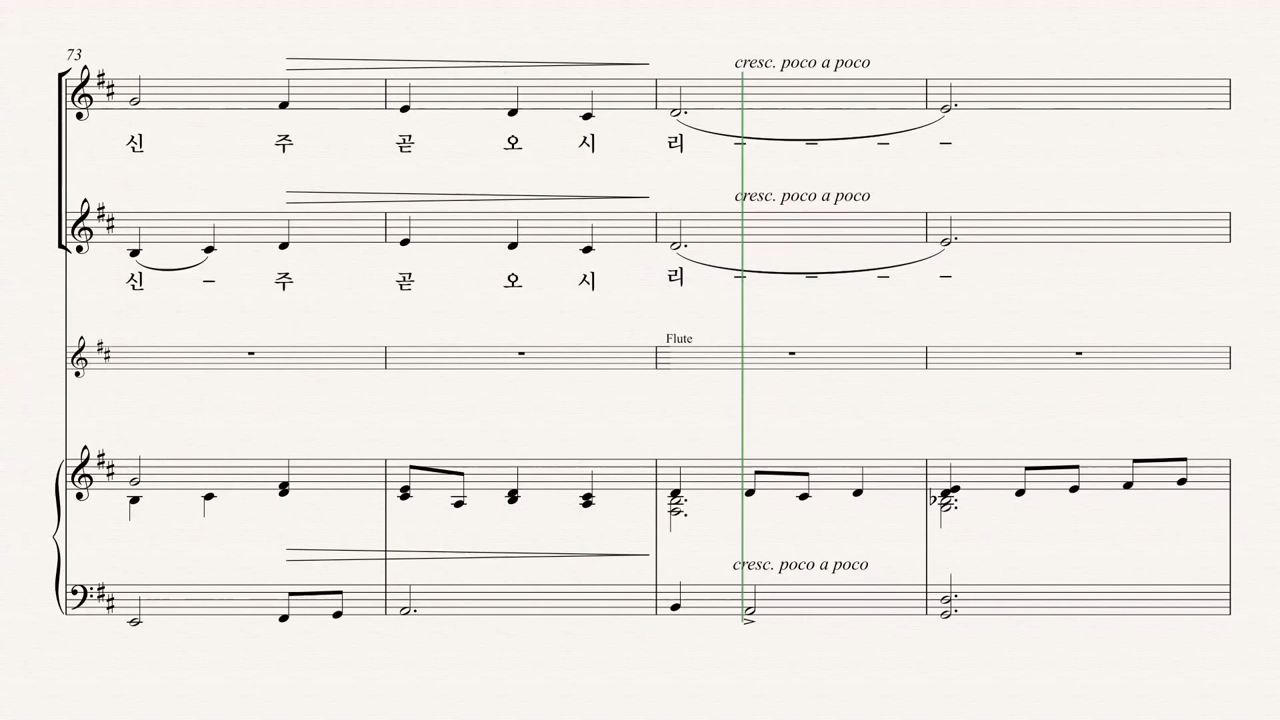 73
cresc. poco a poco
신 주 곧 오 시 리 – – – –
cresc. poco a poco
신 – 주 곧 오 시 리 – – – –
Flute
cresc. poco a poco